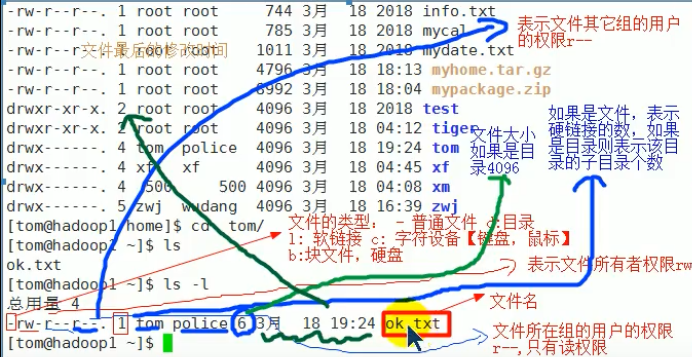 -rw-r--r--. 1 root root 744 3月 18 2018 info.txt
-rw-r--r--. 1 root root 785 3月 18 2018 mycal
-rw-r--r--. root root 1011 3月 18 2018 mydate.txt
-rw-r--r--. 1 root root 4796 3月 18 18:13 myhome.tar.gz
-rw-r--r--. 1 root 8992 3月 18 18:04 mypackage.zip
drwxr-xr-x. 2 root root 4096 3月 18 2018 test
drwxr-xr-x. root root 4096 3月 18 04:12 tiger
drwx------. 4 tom police 4096 3月 18 19:24 tom
drwx------. 4 xf xf 4096 3月 18 04:45 xf
drwx------. 4 500 500 4096 3月 18 04:08 xm
drwx------. 5 zwj wudang 4096 3月 18 16:39 zwj
[tom@hadoop1 home]$ cd tom/
[tom@hadoop1 ~]$ ls
ok.txt
[tom@hadoop1 ~]$ ls -l
总用量 4
-rw-r--r--. 1 tom police 6 3月 18 19:24 ok.txt
[tom@hadoop1 ~]$
文件最后的修改时间
表示文件其它组的用户
的权限r--
文件大小
如果是目
录4096
如果是文件，表示
硬链接的数，如果
是目录则表示该目
录的子目录个数
文件的类型： - 普通文件 d:目录
l: 软链接 c: 字符设备【键盘，鼠标】
b:块文件，硬盘
表示文件所有者权限rw
文件名
文件所在组的用户的权限
r--,只有读权限